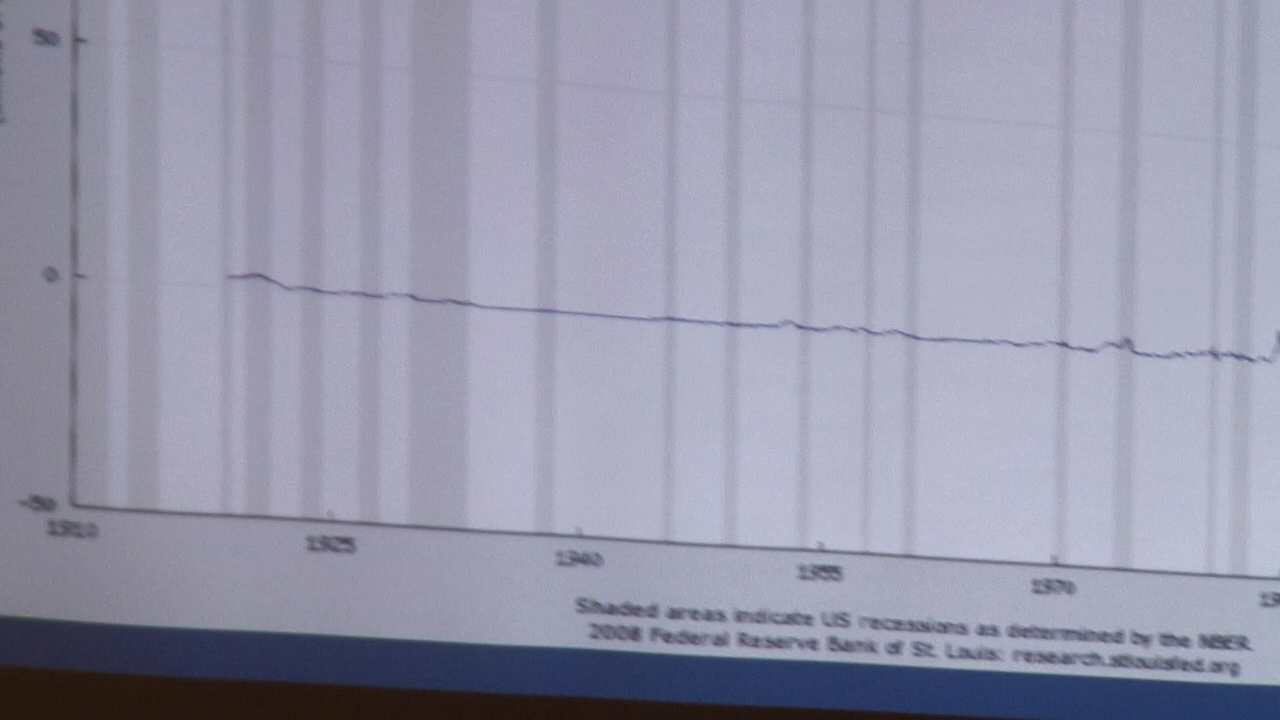 50
0
-50
1910 1925 1940 1955 1970
Shaded areas indicate US recessions as determined by the NBER
2008 Federal Reserve Bank of St. Louis: research.stlouisfed.org